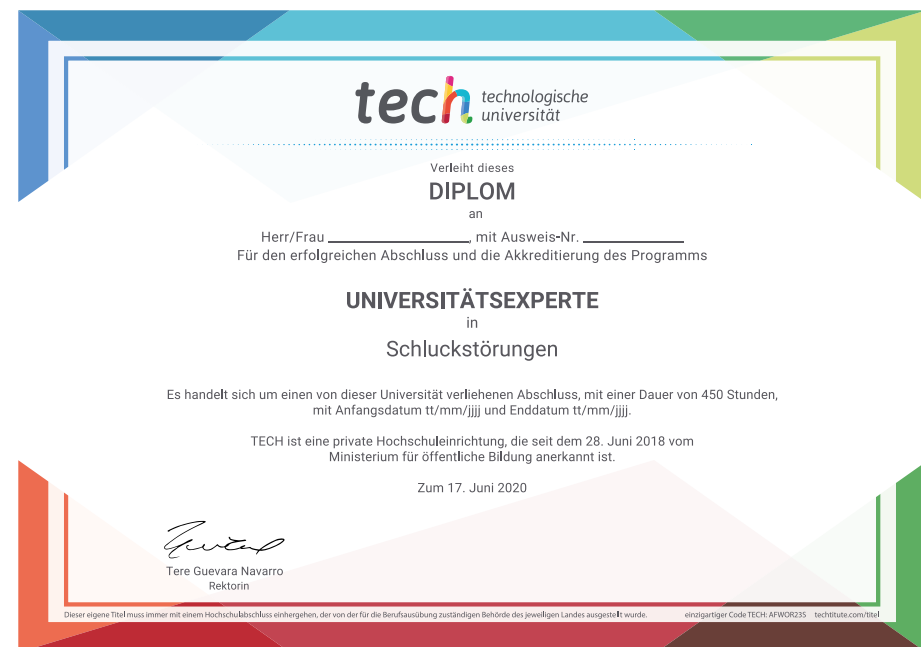 tech technologische
universität
Verleiht dieses
DIPLOM
an
Herr/Frau , mit Ausweis-Nr.
Für den erfolgreichen Abschluss und die Akkreditierung des Programms
UNIVERSITÄTSEXPERTE
in
Schluckstörungen
Es handelt sich um einen von dieser Universität verliehenen Abschluss, mit einer Dauer von 450 Stunden,
mit Anfangsdatum tt/mm/jjjj und Enddatum tt/mm/jjjj.
TECH ist eine private Hochschuleinrichtung, die seit dem 28. Juni 2018 vom
Ministerium für öffentliche Bildung anerkannt ist.
Zum 17. Juni 2020
Tere Guevara Navarro
Rektorin
Dieser eigene Titel muss immer mit einem Hochschulabschluss einhergehen, der von der für die Berufsausübung zuständigen Behörde des jeweiligen Landes ausgestellt wurde. einzigartiger Code TECH: AFWOR23S techtitute.com/titel